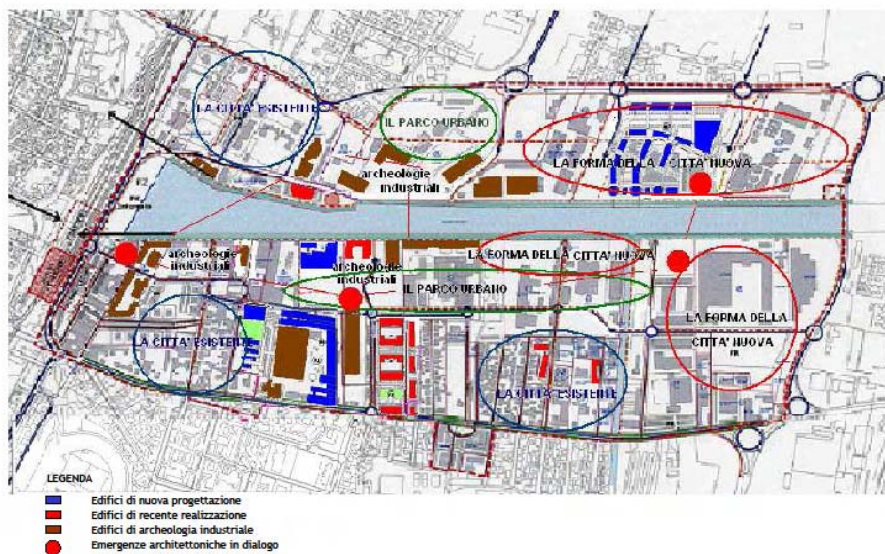 LA CITTA' ESISTENTE
IL PARCO URBANO
LA FORMA DELLA CITTA' NUOVA
archeologie
industriali
archeologie
industriali
archeologie
industriali
LA FORMA DELLA CITTA' NUOVA
IL PARCO URBANO
LA FORMA DELLA
CITTA' NUOVA
LA CITTA' ESISTENTE
LA CITTA' ESISTENTE
LEGENDA
Edifici di nuova progettazione
Edifici di recente realizzazione
Edifici di archeologia industriale
Emergenze architettoniche in dialogo